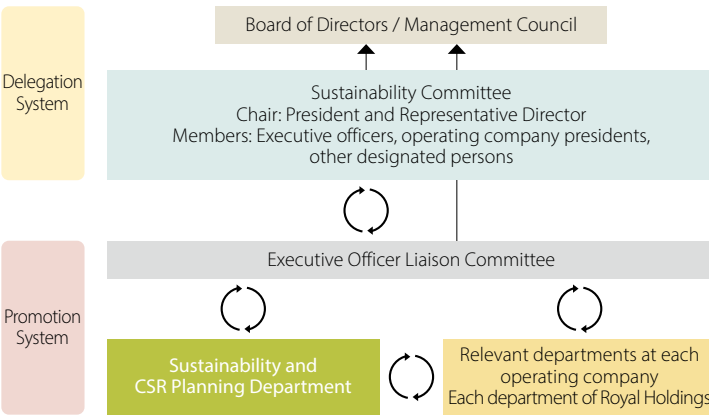 Board of Directors / Management Council
Delegation
System
Sustainability Committee
Chair: President and Representative Director
Members: Executive officers, operating company presidents,
other designated persons
Executive Officer Liaison Committee
Promotion
System
Sustainability and
CSR Planning Department
Relevant departments at each
operating company
Each department of Royal Holdings